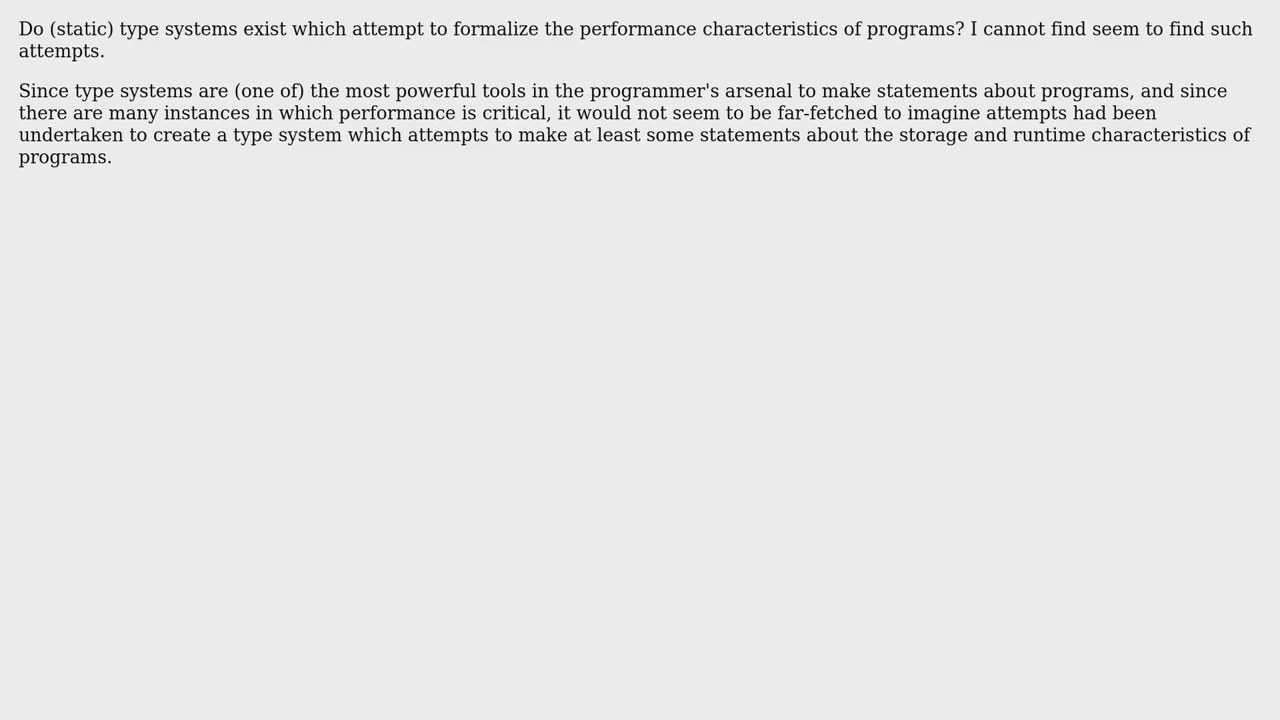 Do (static) type systems exist which attempt to formalize the performance characteristics of programs? I cannot find seem to find such
attempts.
Since type systems are (one of) the most powerful tools in the programmer's arsenal to make statements about programs, and since
there are many instances in which performance is critical, it would not seem to be far-fetched to imagine attempts had been
undertaken to create a type system which attempts to make at least some statements about the storage and runtime characteristics of
programs.